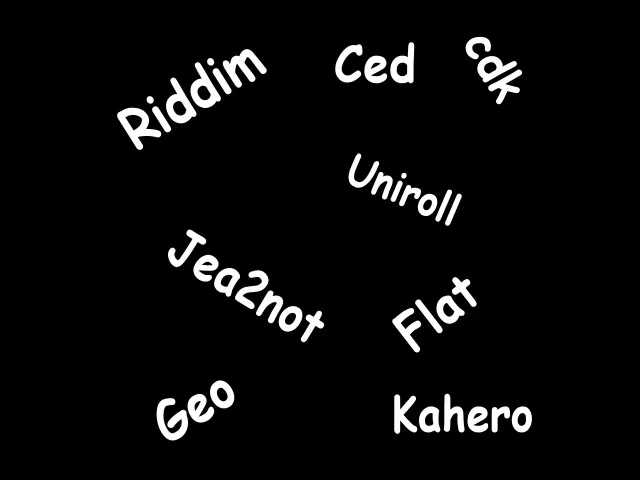 Riddim
Ced
cdk
Uniroll
Jea2not
Flat
Geo
Kahero